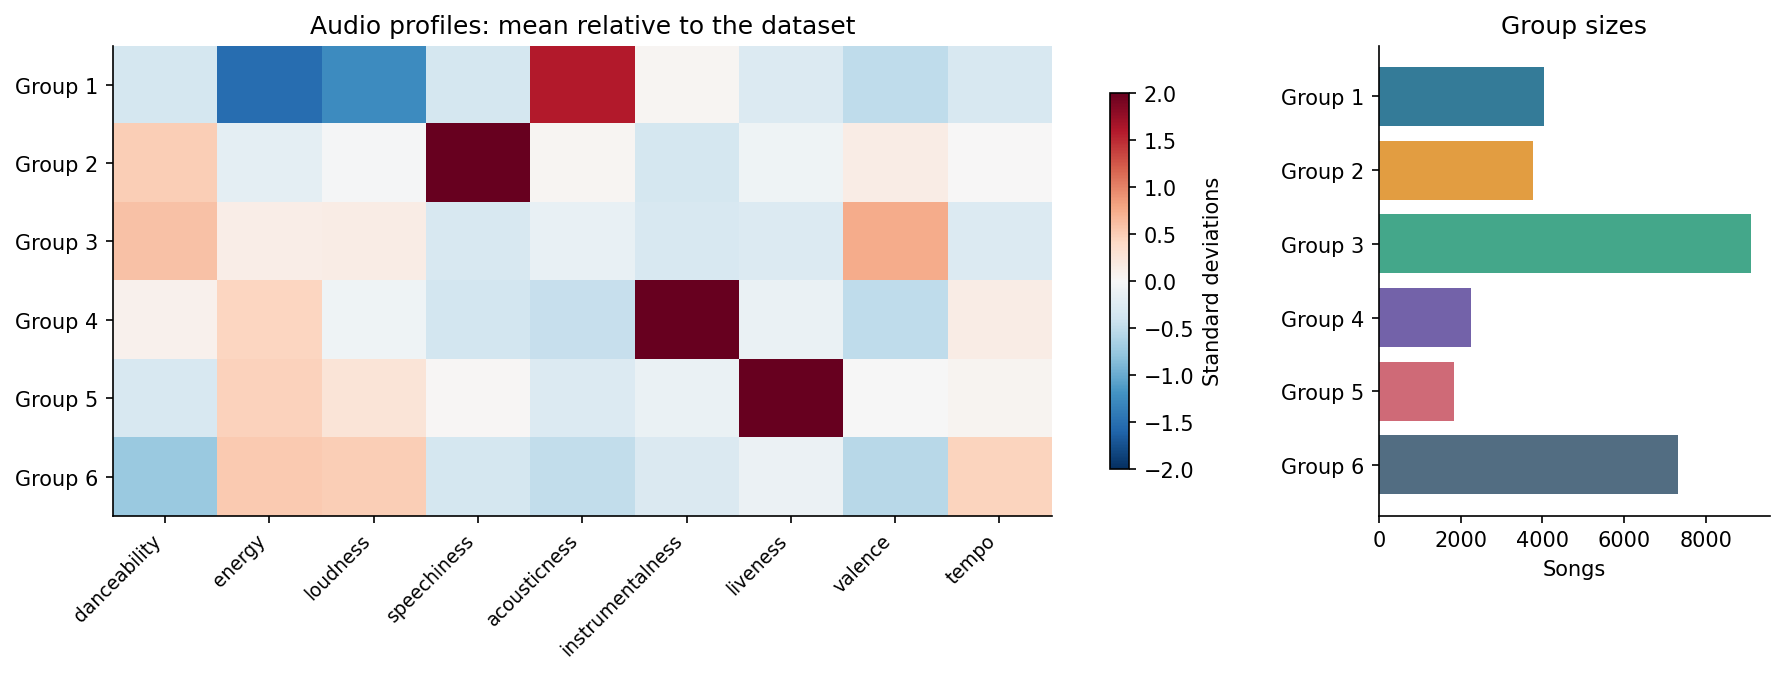 Audio profiles: mean relative to the dataset
Group 1
Group 2
Group 3
Group 4
Group 5
Group 6
danceability
energy
loudness
speechiness
acousticness
instrumentalness
liveness
valence
tempo
2.0
1.5
1.0
0.5
0.0
−0.5
−1.0
−1.5
−2.0
Standard deviations
Group sizes
Group 1
Group 2
Group 3
Group 4
Group 5
Group 6
0 2000 4000 6000 8000
Songs